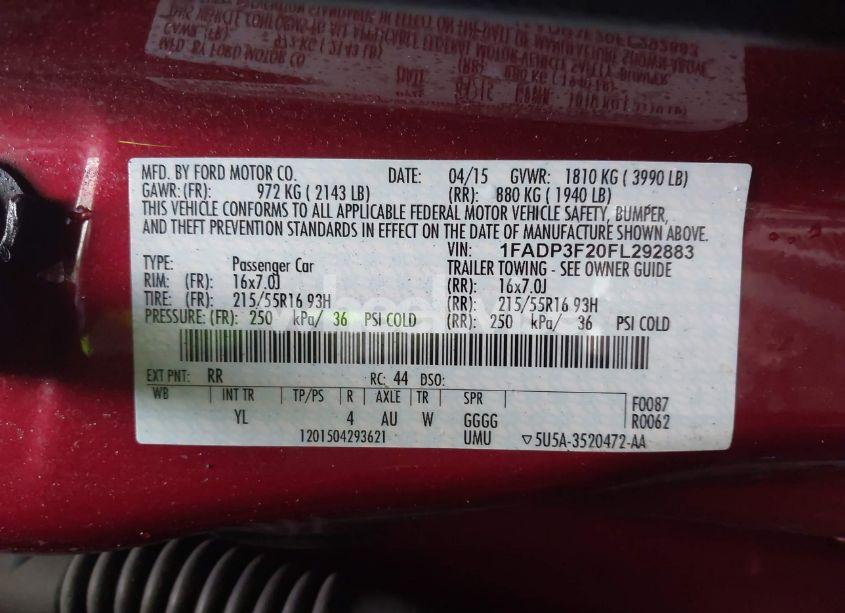 MFD. BY FORD MOTOR CO. DATE: 04/15 GVWR: 1810 KG ( 3990 LB)
GAWR: (FR): 972 KG ( 2143 LB) (RR): 880 KG ( 1940 LB)
THIS VEHICLE CONFORMS TO ALL APPLICABLE FEDERAL MOTOR VEHICLE SAFETY, BUMPER,
AND THEFT PREVENTION STANDARDS IN EFFECT ON THE DATE OF MANUFACTURE SHOWN ABOVE.
VIN: 1FADP3F20FL292883
TYPE: Passenger Car TRAILER TOWING - SEE OWNER GUIDE
RIM: (FR): 16x7.0J (RR): 16x7.0J
TIRE: (FR): 215/55R16 93H (RR): 215/55R16 93H
PRESSURE: (FR): 250 kPa/ 36 PSI COLD (RR): 250 kPa/ 36 PSI COLD
EXT PNT: RR RC: 44 DSO:
WB INT TR TP/PS R AXLE TR SPR F0087
YL 4 AU W GGGG R0062
1201504293621 UMU ▽5U5A-3520472-AA